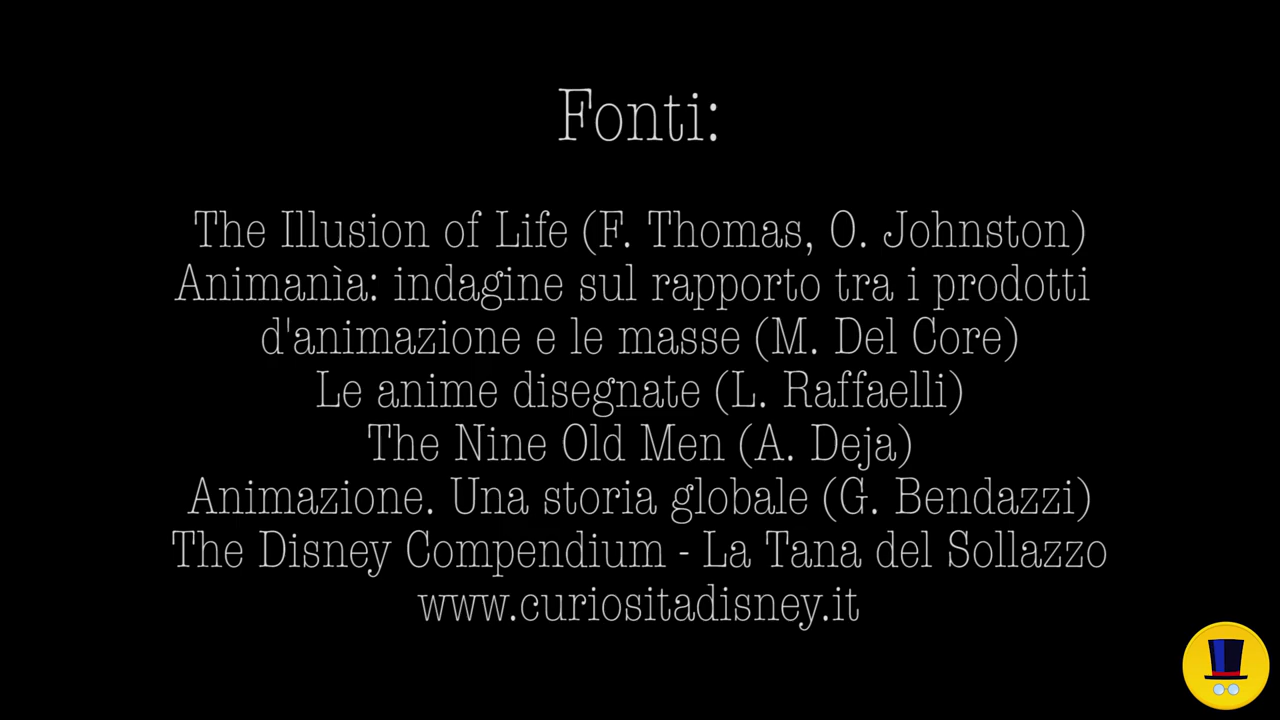 Fonti:
The Illusion of Life (F. Thomas, O. Johnston)
Animanìa: indagine sul rapporto tra i prodotti
d'animazione e le masse (M. Del Core)
Le anime disegnate (L. Raffaelli)
The Nine Old Men (A. Deja)
Animazione. Una storia globale (G. Bendazzi)
The Disney Compendium - La Tana del Sollazzo
www.curiositadisney.it